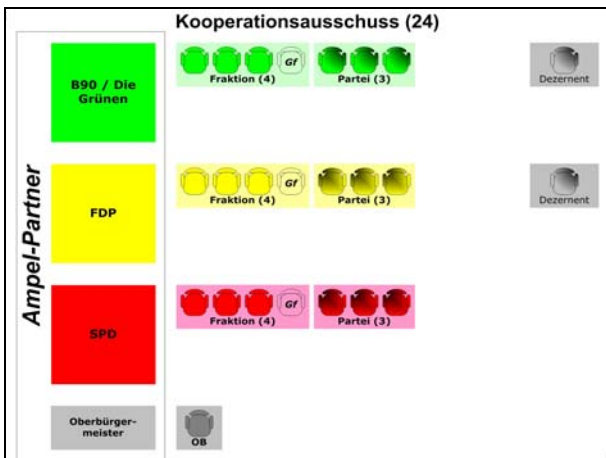 Kooperationsausschuss (24)
Ampel-Partner
B90 / Die
Grünen
Gf
Fraktion (4)
Partei (3)
Dezernent
FDP
Gf
Fraktion (4)
Partei (3)
Dezernent
SPD
Gf
Fraktion (4)
Partei (3)
Oberbürger-
meister
OB